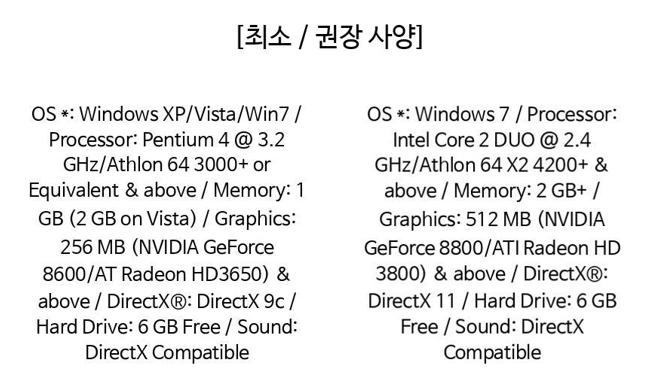 [최소 / 권장 사양]
OS *: Windows XP/Vista/Win7 /
Processor: Pentium 4 @ 3.2
GHz/Athlon 64 3000+ or
Equivalent & above / Memory: 1
GB (2 GB on Vista) / Graphics:
256 MB (NVIDIA GeForce
8600/AT Radeon HD3650) &
above / DirectX®: DirectX 9c /
Hard Drive: 6 GB Free / Sound:
DirectX Compatible
OS *: Windows 7 / Processor:
Intel Core 2 DUO @ 2.4
GHz/Athlon 64 X2 4200+ &
above / Memory: 2 GB+ /
Graphics: 512 MB (NVIDIA
GeForce 8800/ATI Radeon HD
3800) & above / DirectX®:
DirectX 11 / Hard Drive: 6 GB
Free / Sound: DirectX
Compatible